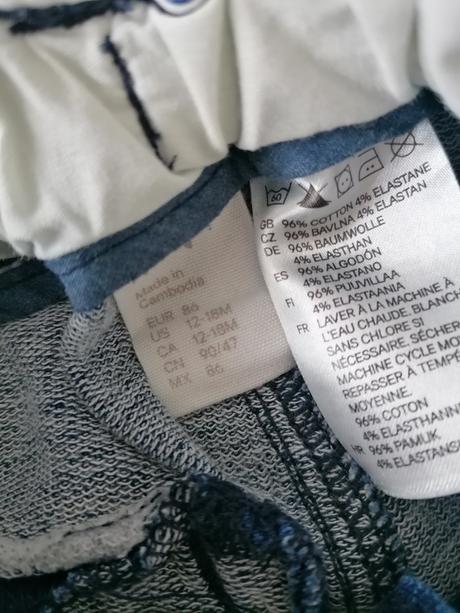 Made in
Cambodia
EUR 86
US 12-18M
CA 12-18M
CN 90/47
MX 86
60
GB 96% COTTON 4% ELASTANE
CZ 96% BAVLNA 4% ELASTAN
DE 96% BAUMWOLLE
4% ELASTHAN
ES 96% ALGODÓN
4% ELASTANO
FI 96% PUUVILLAA
4% ELASTAANIA
FR LAVER À LA MACHINE À
L'EAU CHAUDE. BLANCH
SANS CHLORE SI
NÉCESSAIRE. SÉCHER
MACHINE CYCLE MO
REPASSER À TEMPÉ
MOYENNE.
96% COTON
4% ELASTHANN
HR 96% PAMUK
4% ELASTANS